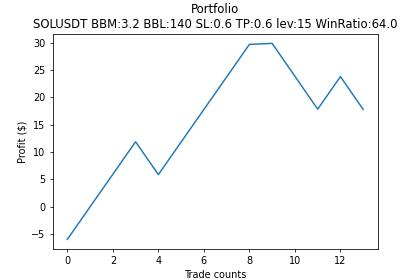 Portfolio
SOLUSDT BBM:3.2 BBL:140 SL:0.6 TP:0.6 lev:15 WinRatio:64.0
30
25
20
15
10
5
0
−5
Profit ($)
0 2 4 6 8 10 12
Trade counts